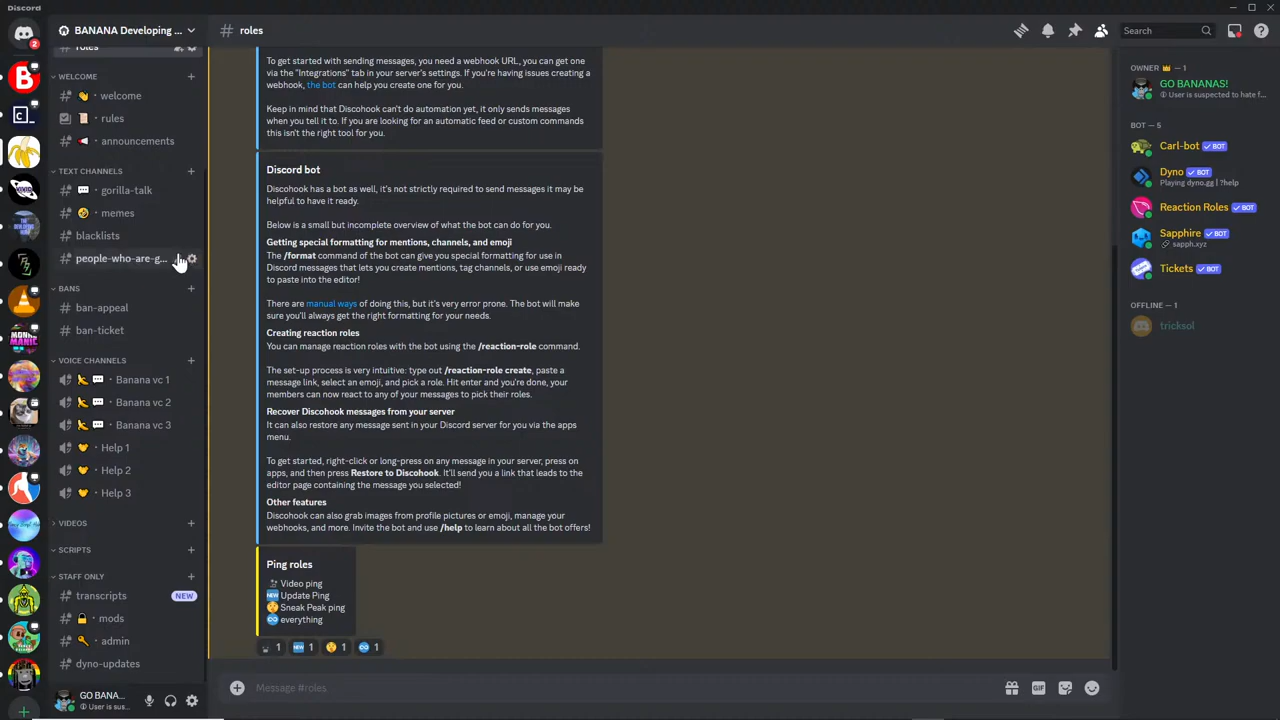 Discord
2
BANANA Developing ...
roles
WELCOME
welcome
rules
announcements
TEXT CHANNELS
gorilla-talk
memes
blacklists
people-who-are-g...
BANS
ban-appeal
ban-ticket
VOICE CHANNELS
Banana vc 1
Banana vc 2
Banana vc 3
Help 1
Help 2
Help 3
VIDEOS
SCRIPTS
STAFF ONLY
transcripts NEW
mods
admin
dyno-updates
GO BANA...
User is sus...
# roles
Search
To get started with sending messages, you need a webhook URL, you can get one
via the "Integrations" tab in your server's settings. If you're having issues creating a
webhook, the bot can help you create one for you.
Keep in mind that Discohook can't do automation yet, it only sends messages
when you tell it to. If you are looking for an automatic feed or custom commands
this isn't the right tool for you.
Discord bot
Discohook has a bot as well, it's not strictly required to send messages it may be
helpful to have it ready.
Below is a small but incomplete overview of what the bot can do for you.
Getting special formatting for mentions, channels, and emoji
The /format command of the bot can give you special formatting for use in
Discord messages that lets you create mentions, tag channels, or use emoji ready
to paste into the editor!
There are manual ways of doing this, but it's very error prone. The bot will make
sure you'll always get the right formatting for your needs.
Creating reaction roles
You can manage reaction roles with the bot using the /reaction-role command.
The set-up process is very intuitive: type out /reaction-role create, paste a
message link, select an emoji, and pick a role. Hit enter and you're done, your
members can now react to any of your messages to pick their roles.
Recover Discohook messages from your server
It can also restore any message sent in your Discord server for you via the apps
menu.
To get started, right-click or long-press on any message in your server, press on
apps, and then press Restore to Discohook. It'll send you a link that leads to the
editor page containing the message you selected!
Other features
Discohook can also grab images from profile pictures or emoji, manage your
webhooks, and more. Invite the bot and use /help to learn about all the bot offers!
Ping roles
Video ping
Update Ping
Sneak Peak ping
everything
1 NEW 1 1 1
Message #roles
GIF
OWNER — 1
GO BANANAS!
User is suspected to hate f...
BOT — 5
Carl-bot BOT
Dyno BOT
Playing dyno.gg | ?help
Reaction Roles BOT
Sapphire BOT
sapph.xyz
Tickets BOT
OFFLINE — 1
tricksol